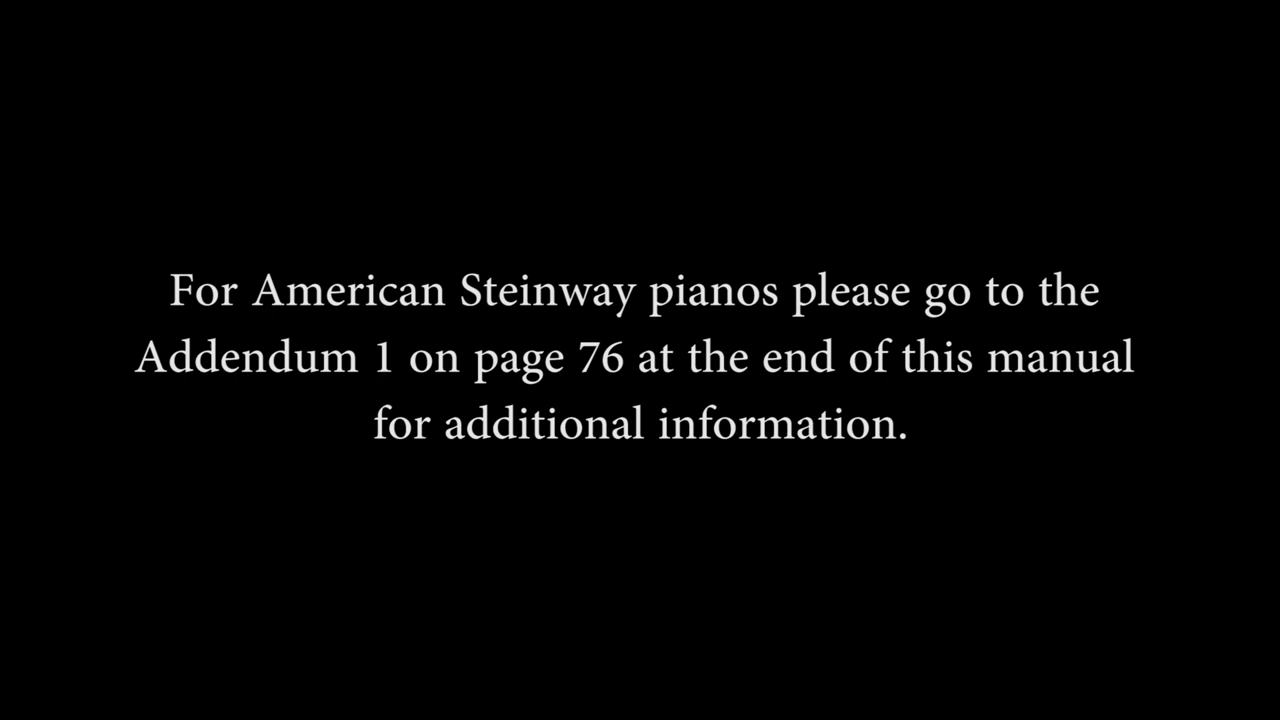 For American Steinway pianos please go to the
Addendum 1 on page 76 at the end of this manual
for additional information.